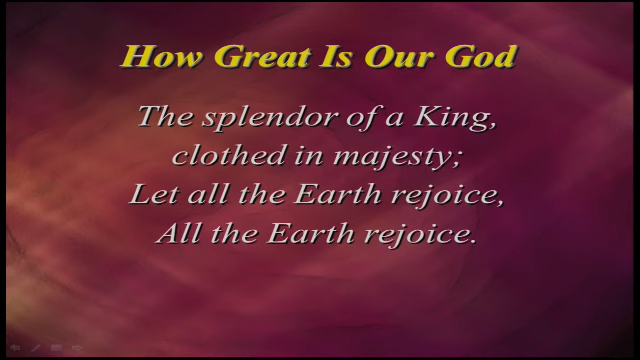 How Great Is Our God
The splendor of a King,
clothed in majesty;
Let all the Earth rejoice,
All the Earth rejoice.